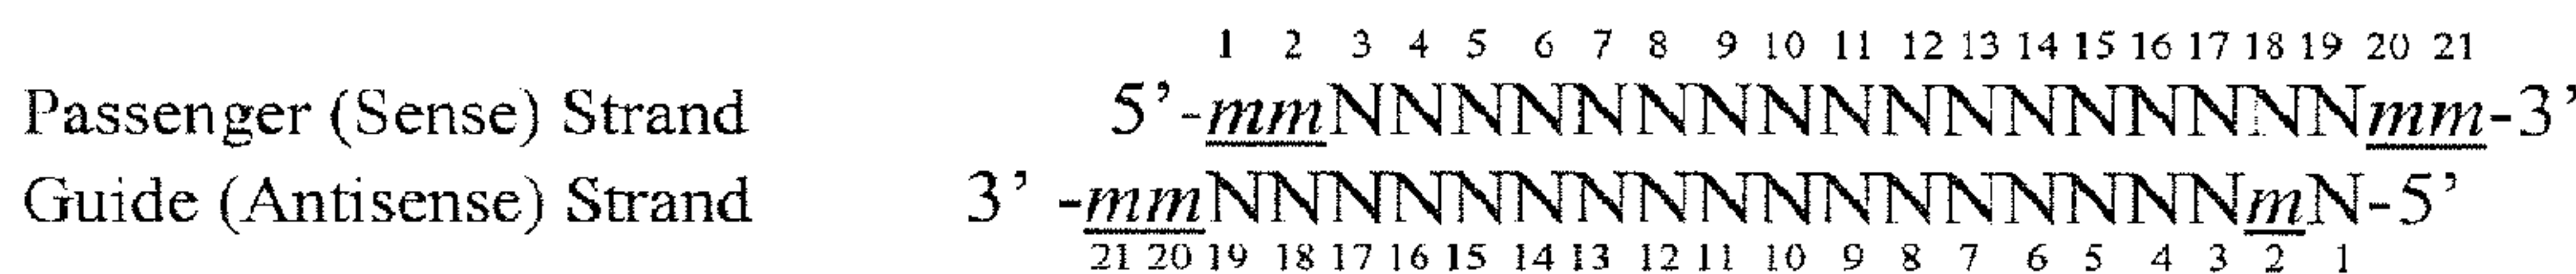 1 2 3 4 5 6 7 8 9 10 11 12 13 14 15 16 17 18 19 20 21
Passenger (Sense) Strand 5’-mmNNNNNNNNNNNNNNNNNmm-3’
Guide (Antisense) Strand 3’ -mmNNNNNNNNNNNNNNNNNmN-5’
21 20 19 18 17 16 15 14 13 12 11 10 9 8 7 6 5 4 3 2 1